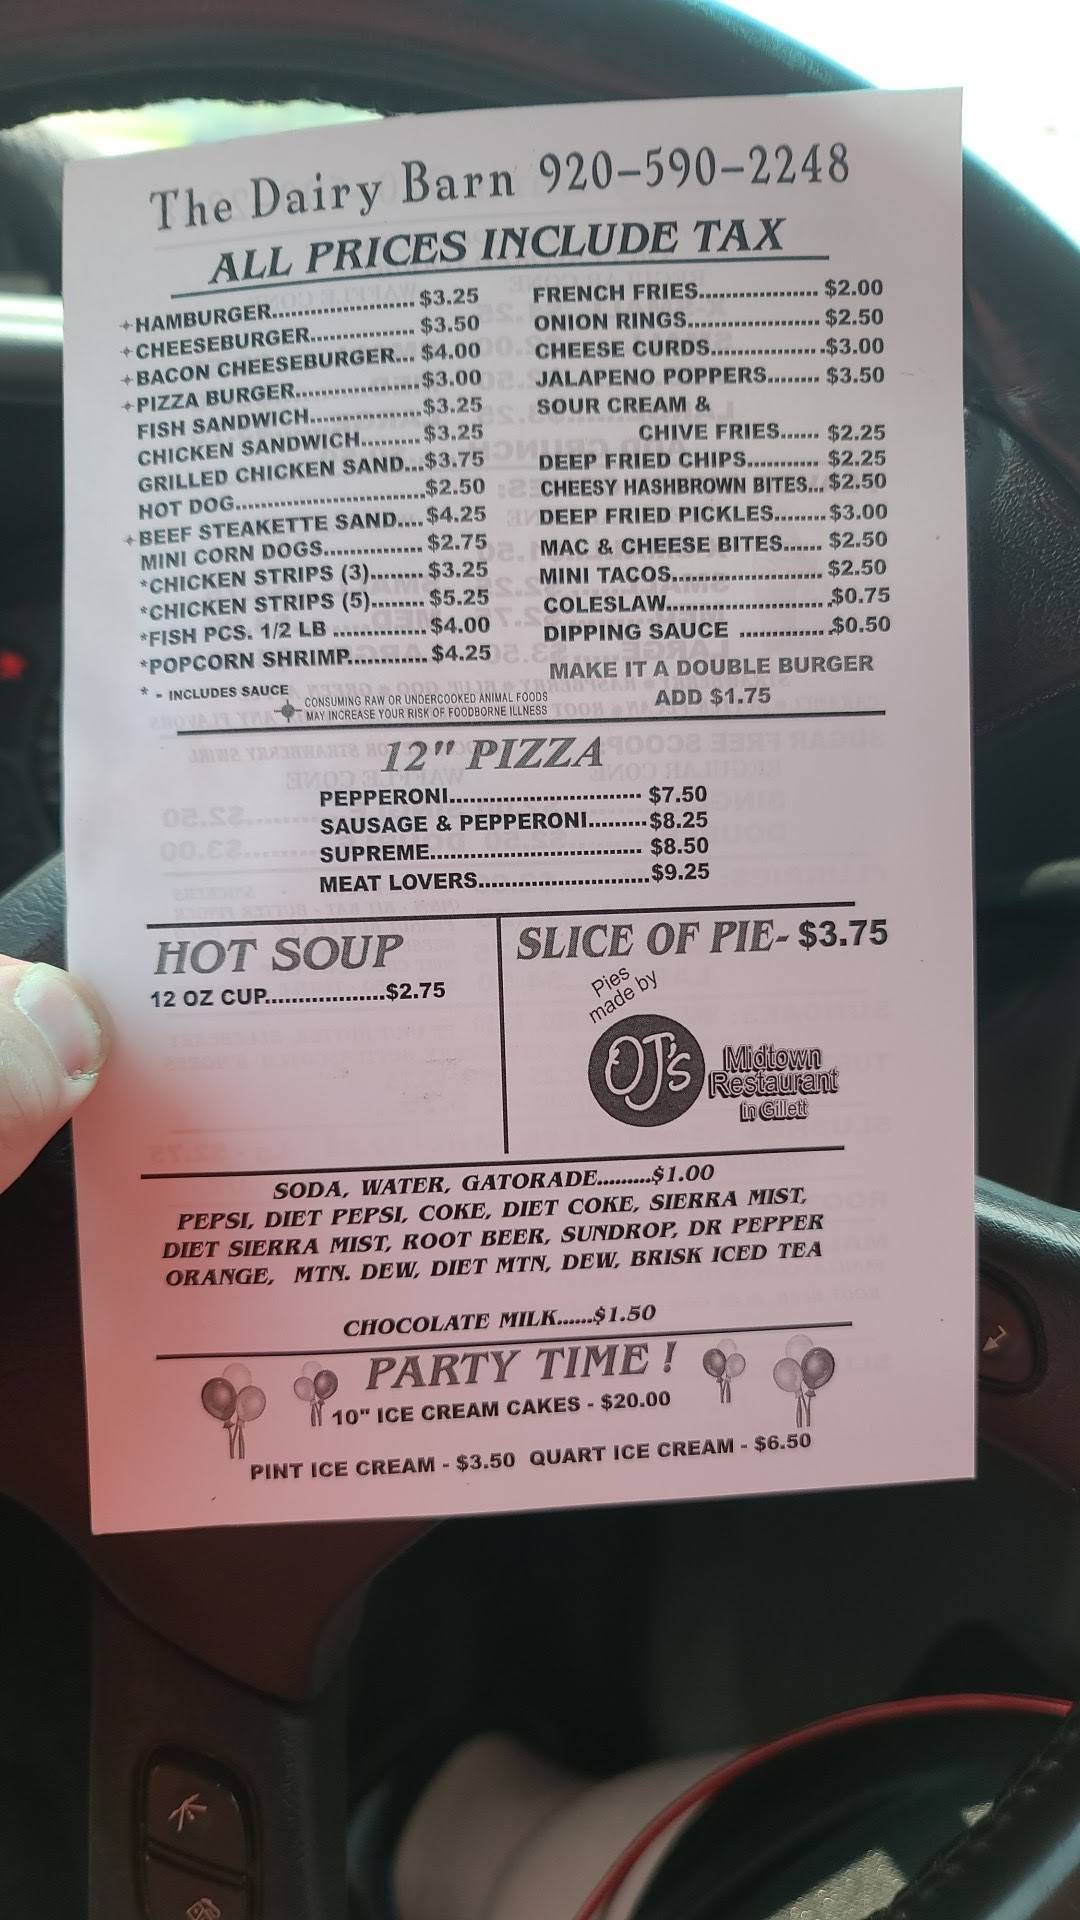 The Dairy Barn 920-590-2248
ALL PRICES INCLUDE TAX
+HAMBURGER..................... $3.25
+CHEESEBURGER............... $3.50
+BACON CHEESEBURGER... $4.00
+PIZZA BURGER.................. $3.00
FISH SANDWICH.................. $3.25
CHICKEN SANDWICH.......... $3.25
GRILLED CHICKEN SAND...$3.75
HOT DOG............................. $2.50
+BEEF STEAKETTE SAND.... $4.25
MINI CORN DOGS................ $2.75
*CHICKEN STRIPS (3)......... $3.25
*CHICKEN STRIPS (5)........ $5.25
*FISH PCS. 1/2 LB ............... $4.00
*POPCORN SHRIMP............. $4.25
* - INCLUDES SAUCE
CONSUMING RAW OR UNDERCOOKED ANIMAL FOODS
MAY INCREASE YOUR RISK OF FOODBORNE ILLNESS
FRENCH FRIES................... $2.00
ONION RINGS..................... $2.50
CHEESE CURDS.................. $3.00
JALAPENO POPPERS........ $3.50
SOUR CREAM &
CHIVE FRIES...... $2.25
DEEP FRIED CHIPS............ $2.25
CHEESY HASHBROWN BITES... $2.50
DEEP FRIED PICKLES........ $3.00
MAC & CHEESE BITES...... $2.50
MINI TACOS........................ $2.50
COLESLAW.......................... $0.75
DIPPING SAUCE .............. $0.50
MAKE IT A DOUBLE BURGER
ADD $1.75
12" PIZZA
PEPPERONI............................. $7.50
SAUSAGE & PEPPERONI......... $8.25
SUPREME................................ $8.50
MEAT LOVERS.......................... $9.25
HOT SOUP
12 OZ CUP...................$2.75
SLICE OF PIE- $3.75
Pies
made by
OJ's
Midtown
Restaurant
in Gillett
SODA, WATER, GATORADE.........$1.00
PEPSI, DIET PEPSI, COKE, DIET COKE, SIERRA MIST,
DIET SIERRA MIST, ROOT BEER, SUNDROP, DR PEPPER
ORANGE, MTN. DEW, DIET MTN, DEW, BRISK ICED TEA
CHOCOLATE MILK......$1.50
PARTY TIME !
10" ICE CREAM CAKES - $20.00
PINT ICE CREAM - $3.50 QUART ICE CREAM - $6.50